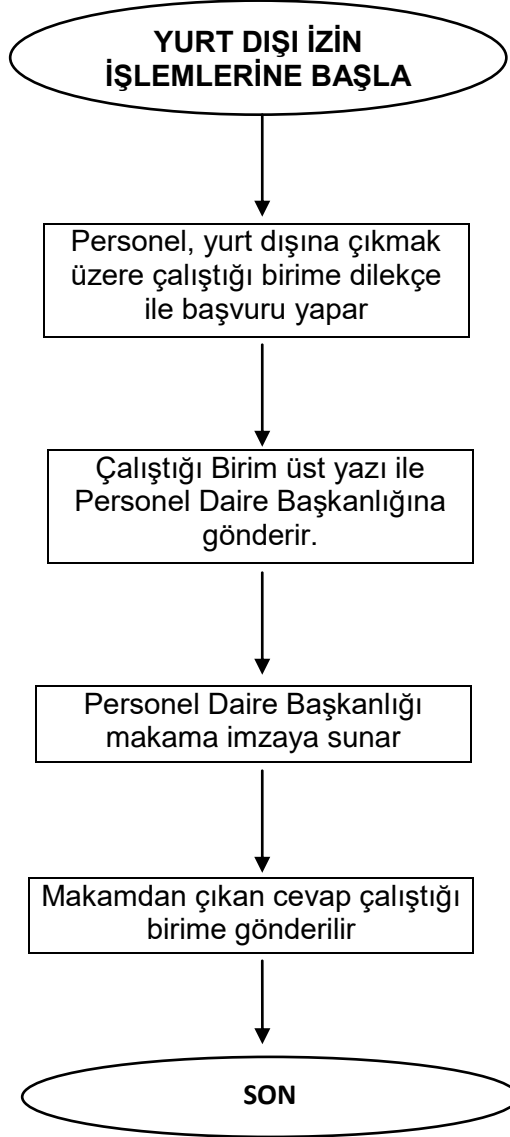 YURT DIŞI İZİN
İŞLEMLERİNE BAŞLA
Personel, yurt dışına çıkmak
üzere çalıştığı birime dilekçe
ile başvuru yapar
Çalıştığı Birim üst yazı ile
Personel Daire Başkanlığına
gönderir.
Personel Daire Başkanlığı
makama imzaya sunar
Makamdan çıkan cevap çalıştığı
birime gönderilir
SON